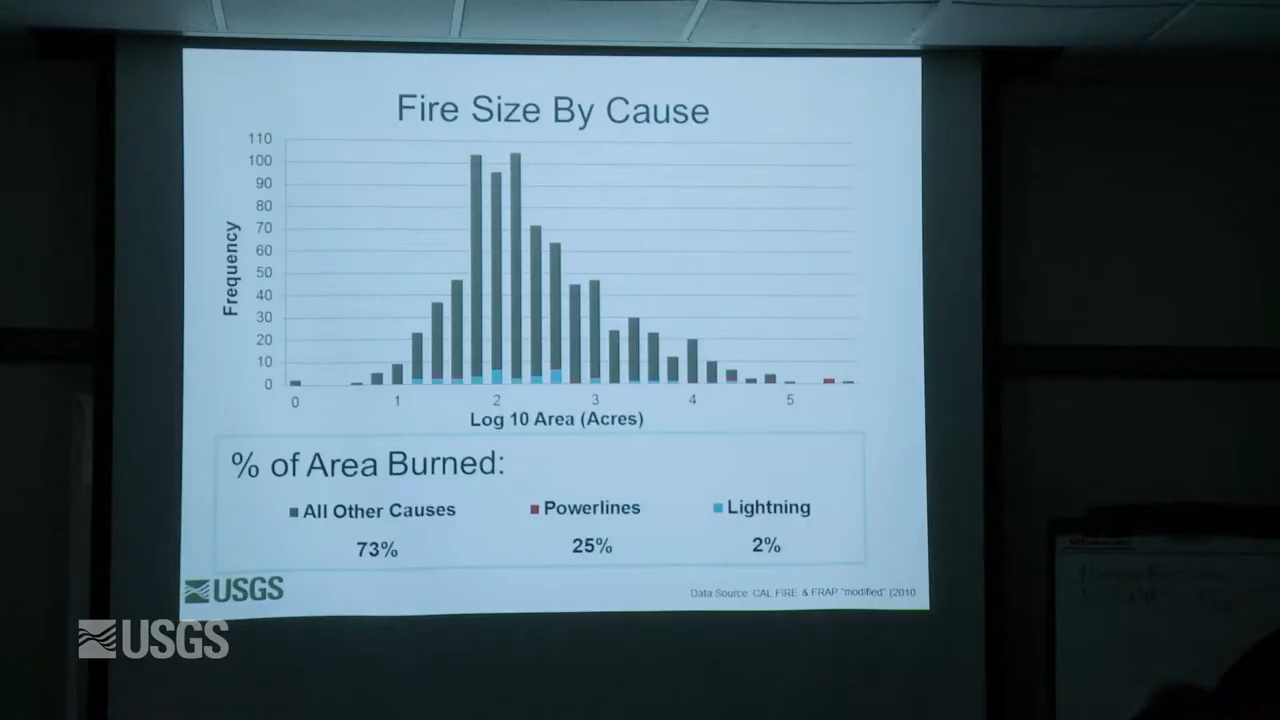 Fire Size By Cause
110
100
90
80
70
60
50
40
30
20
10
0
Frequency
0 1 2 3 4 5
Log 10 Area (Acres)
% of Area Burned:
All Other Causes Powerlines Lightning
73% 25% 2%
USGS
Data Source: CAL FIRE & FRAP "modified" (2010
USGS